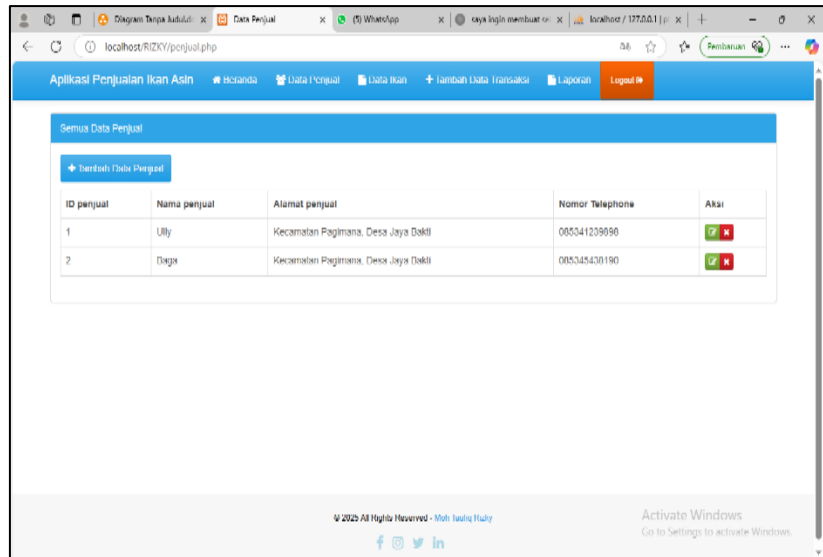 Diagram Tanpa Judul.d
Data Penjual
(5) WhatsApp
saya ingin membuat se
localhost / 127.0.0.1 | p
localhost/RIZKY/penjual.php
Pembaruan
Aplikasi Penjualan Ikan Asin Beranda Data Penjual Data Ikan + Tambah Data Transaksi Laporan Logout
Semua Data Penjual
+ Tambah Data Penjual
ID penjual Nama penjual Alamat penjual Nomor Telephone Aksi
1 Ully Kecamatan Pagimana, Desa Jaya Bakti 085341239898
2 Daga Kecamatan Pagimana, Desa Jaya Bakti 085345438190
© 2025 All Rights Reserved - Moh Taufiq Rizky
Activate Windows
Go to Settings to activate Windows.